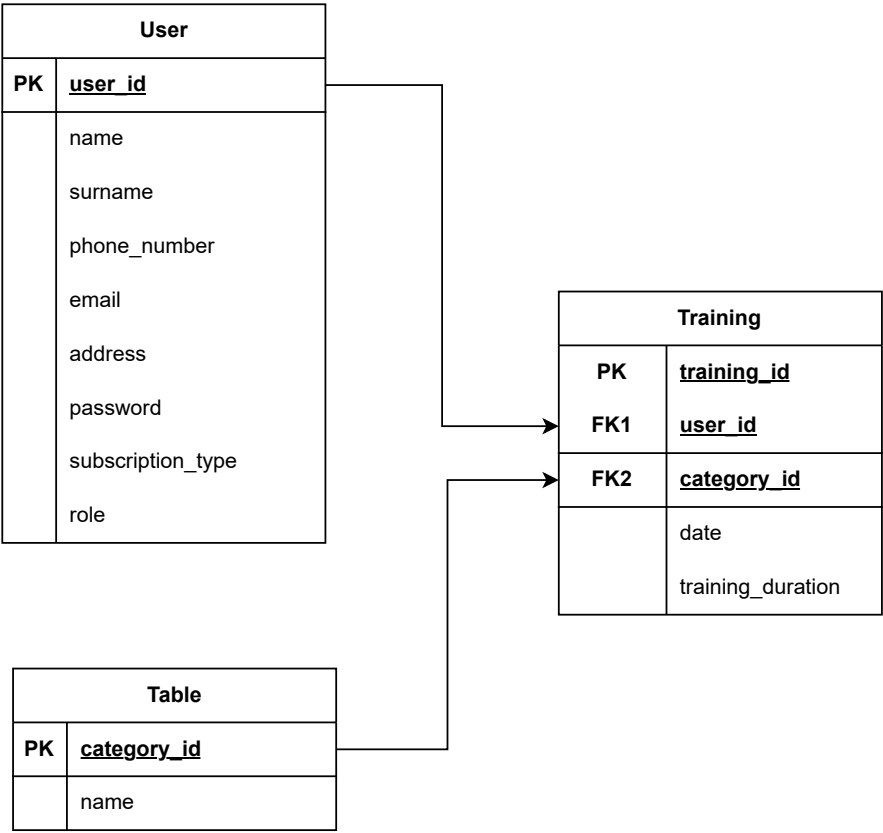 User
PK user_id
name
surname
phone_number
email
address
password
subscription_type
role
Training
PK training_id
FK1 user_id
FK2 category_id
date
training_duration
Table
PK category_id
name